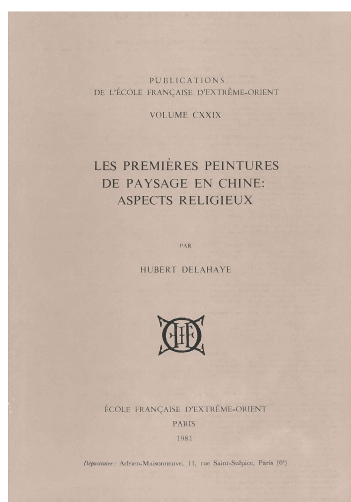 PUBLICATIONS
DE L'ÉCOLE FRANÇAISE D'EXTRÊME-ORIENT
VOLUME CXXIX
LES PREMIÈRES PEINTURES
DE PAYSAGE EN CHINE:
ASPECTS RELIGIEUX
PAR
HUBERT DELAHAYE
ÉCOLE FRANÇAISE D'EXTRÊME-ORIENT
PARIS
1981
Dépositaire : Adrien-Maisonneuve, 11, rue Saint-Sulpice, Paris (6e)